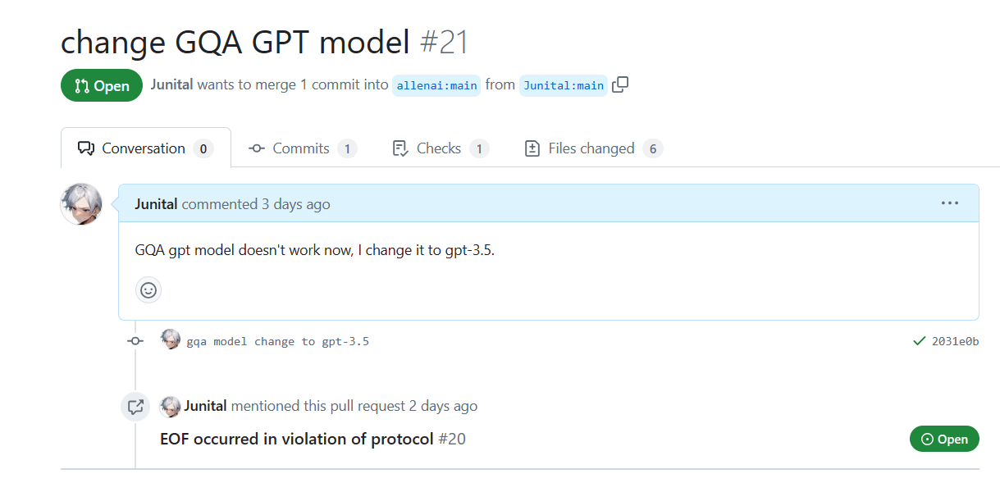 change GQA GPT model #21
Open Junital wants to merge 1 commit into allenai:main from Junital:main
Conversation 0 Commits 1 Checks 1 Files changed 6
Junital commented 3 days ago
GQA gpt model doesn't work now, I change it to gpt-3.5.
gqa model change to gpt-3.5 2031e0b
Junital mentioned this pull request 2 days ago
EOF occurred in violation of protocol #20 Open